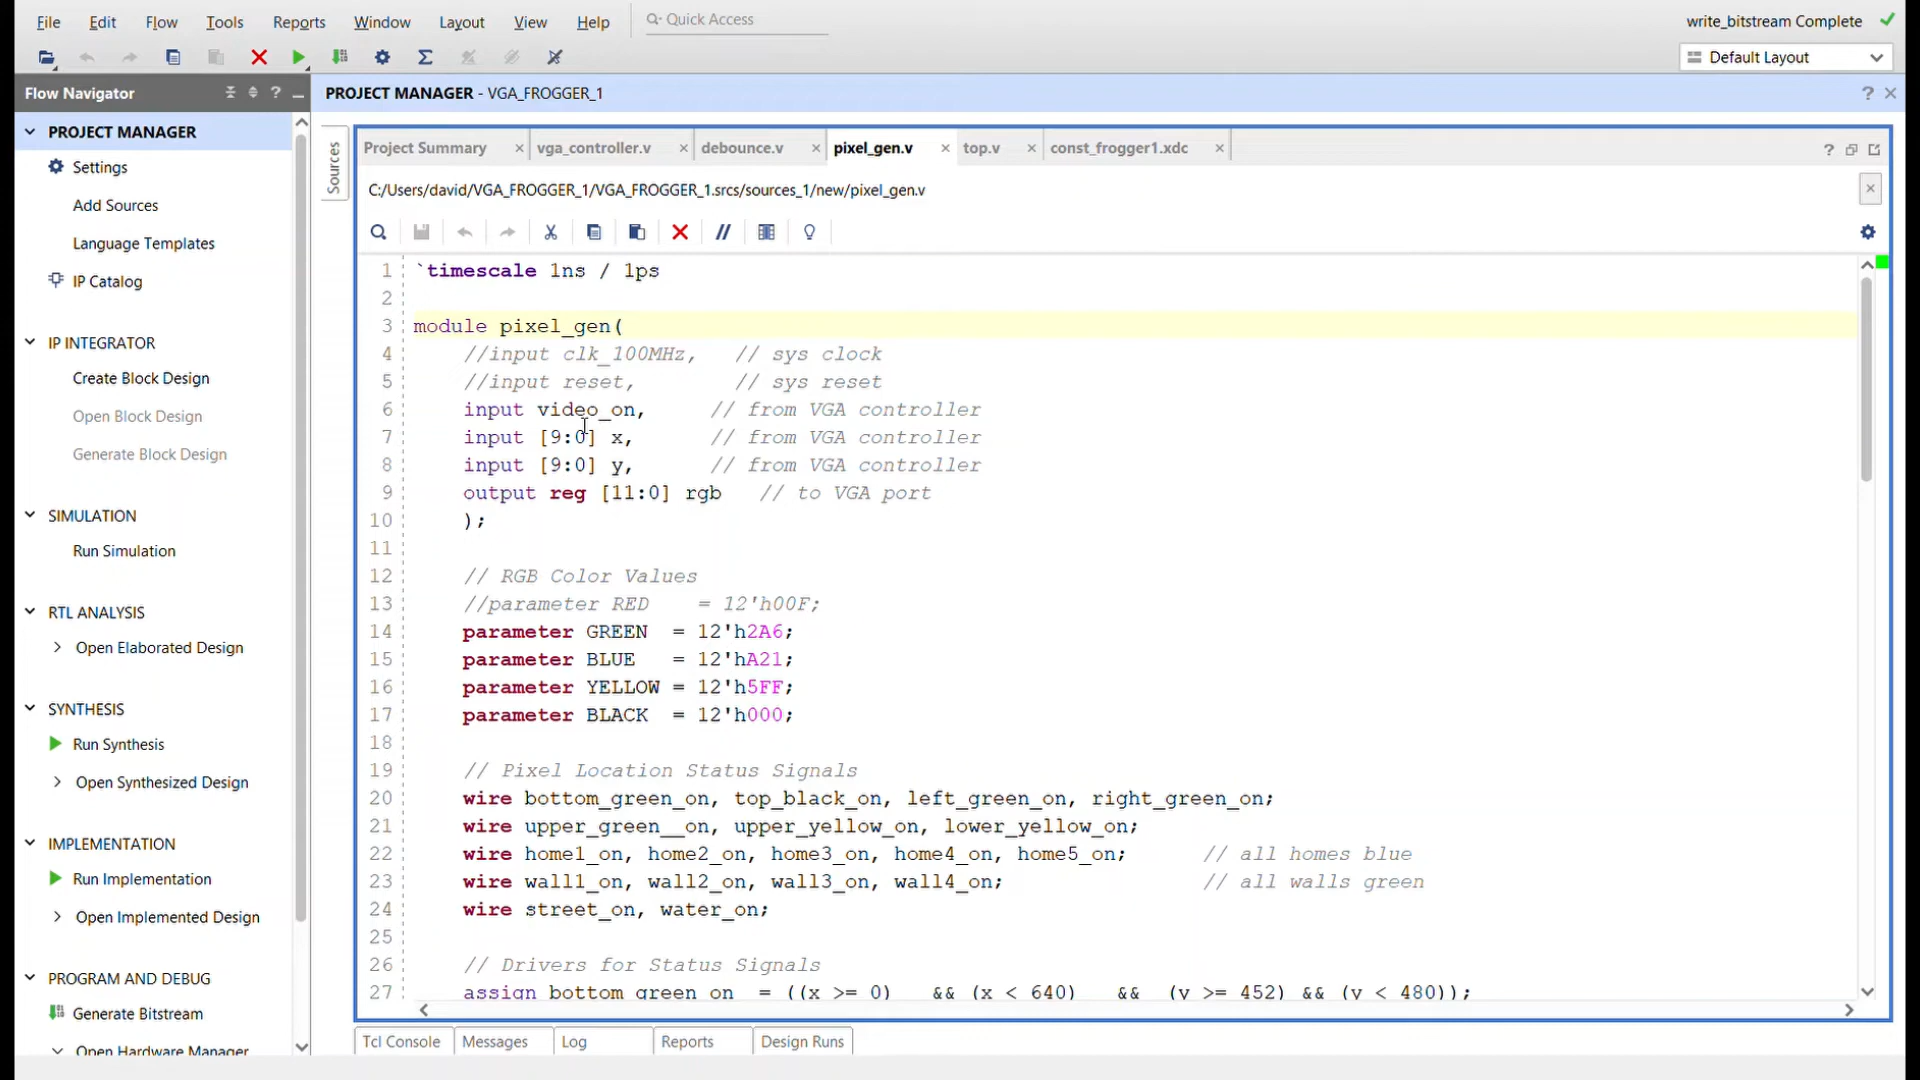 File Edit Flow Tools Reports Window Layout View Help Quick Access write_bitstream Complete
Default Layout
Flow Navigator
PROJECT MANAGER - VGA_FROGGER_1
PROJECT MANAGER
Settings
Add Sources
Language Templates
IP Catalog
IP INTEGRATOR
Create Block Design
Open Block Design
Generate Block Design
SIMULATION
Run Simulation
RTL ANALYSIS
Open Elaborated Design
SYNTHESIS
Run Synthesis
Open Synthesized Design
IMPLEMENTATION
Run Implementation
Open Implemented Design
PROGRAM AND DEBUG
Generate Bitstream
Open Hardware Manager
Sources
Project Summary vga_controller.v debounce.v pixel_gen.v top.v const_frogger1.xdc
C:/Users/david/VGA_FROGGER_1/VGA_FROGGER_1.srcs/sources_1/new/pixel_gen.v
1 `timescale 1ns / 1ps
2
3 module pixel_gen(
4 //input clk_100MHz, // sys clock
5 //input reset, // sys reset
6 input video_on, // from VGA controller
7 input [9:0] x, // from VGA controller
8 input [9:0] y, // from VGA controller
9 output reg [11:0] rgb // to VGA port
10 );
11
12 // RGB Color Values
13 //parameter RED = 12'h00F;
14 parameter GREEN = 12'h2A6;
15 parameter BLUE = 12'hA21;
16 parameter YELLOW = 12'h5FF;
17 parameter BLACK = 12'h000;
18
19 // Pixel Location Status Signals
20 wire bottom_green_on, top_black_on, left_green_on, right_green_on;
21 wire upper_green__on, upper_yellow_on, lower_yellow_on;
22 wire home1_on, home2_on, home3_on, home4_on, home5_on; // all homes blue
23 wire wall1_on, wall2_on, wall3_on, wall4_on; // all walls green
24 wire street_on, water_on;
25
26 // Drivers for Status Signals
27 assign bottom_green_on = ((x >= 0) && (x < 640) && (y >= 452) && (y < 480));
Tcl Console Messages Log Reports Design Runs